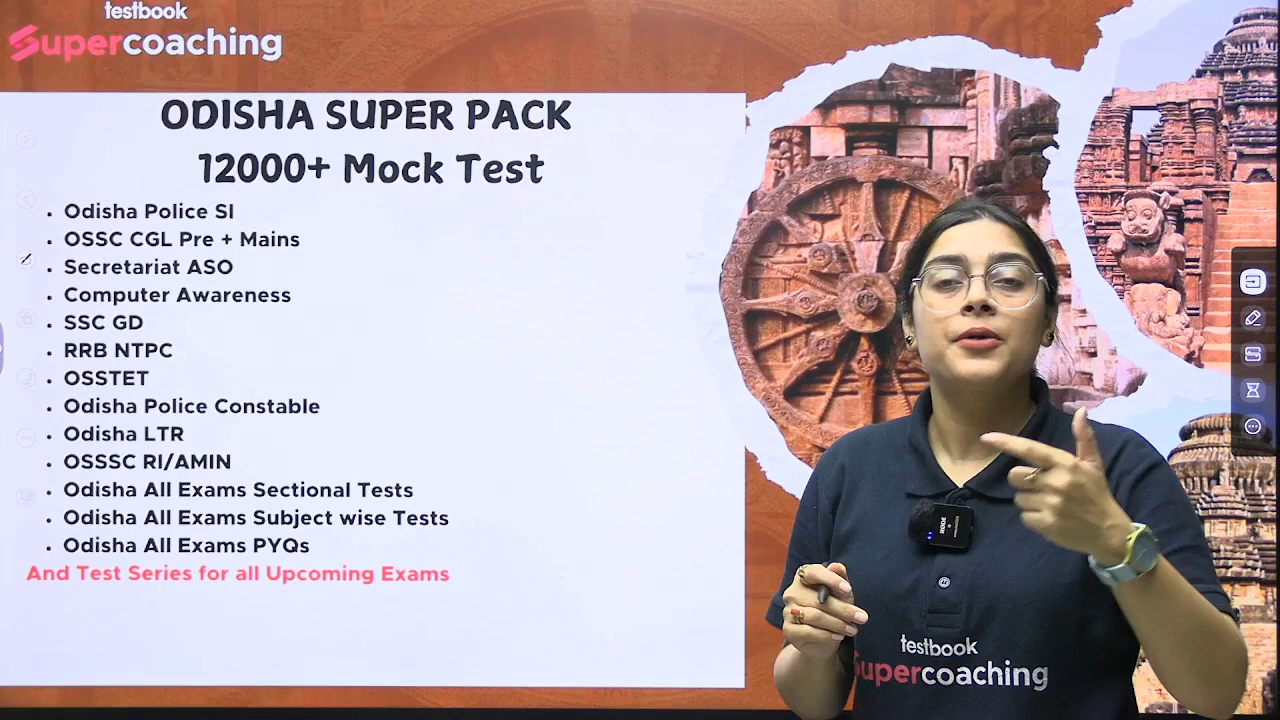 testbook
Supercoaching
ODISHA SUPER PACK
12000+ Mock Test
Odisha Police SI
OSSC CGL Pre + Mains
Secretariat ASO
Computer Awareness
SSC GD
RRB NTPC
OSSTET
Odisha Police Constable
Odisha LTR
OSSSC RI/AMIN
Odisha All Exams Sectional Tests
Odisha All Exams Subject wise Tests
Odisha All Exams PYQs
And Test Series for all Upcoming Exams
RODE
testbook
Supercoaching